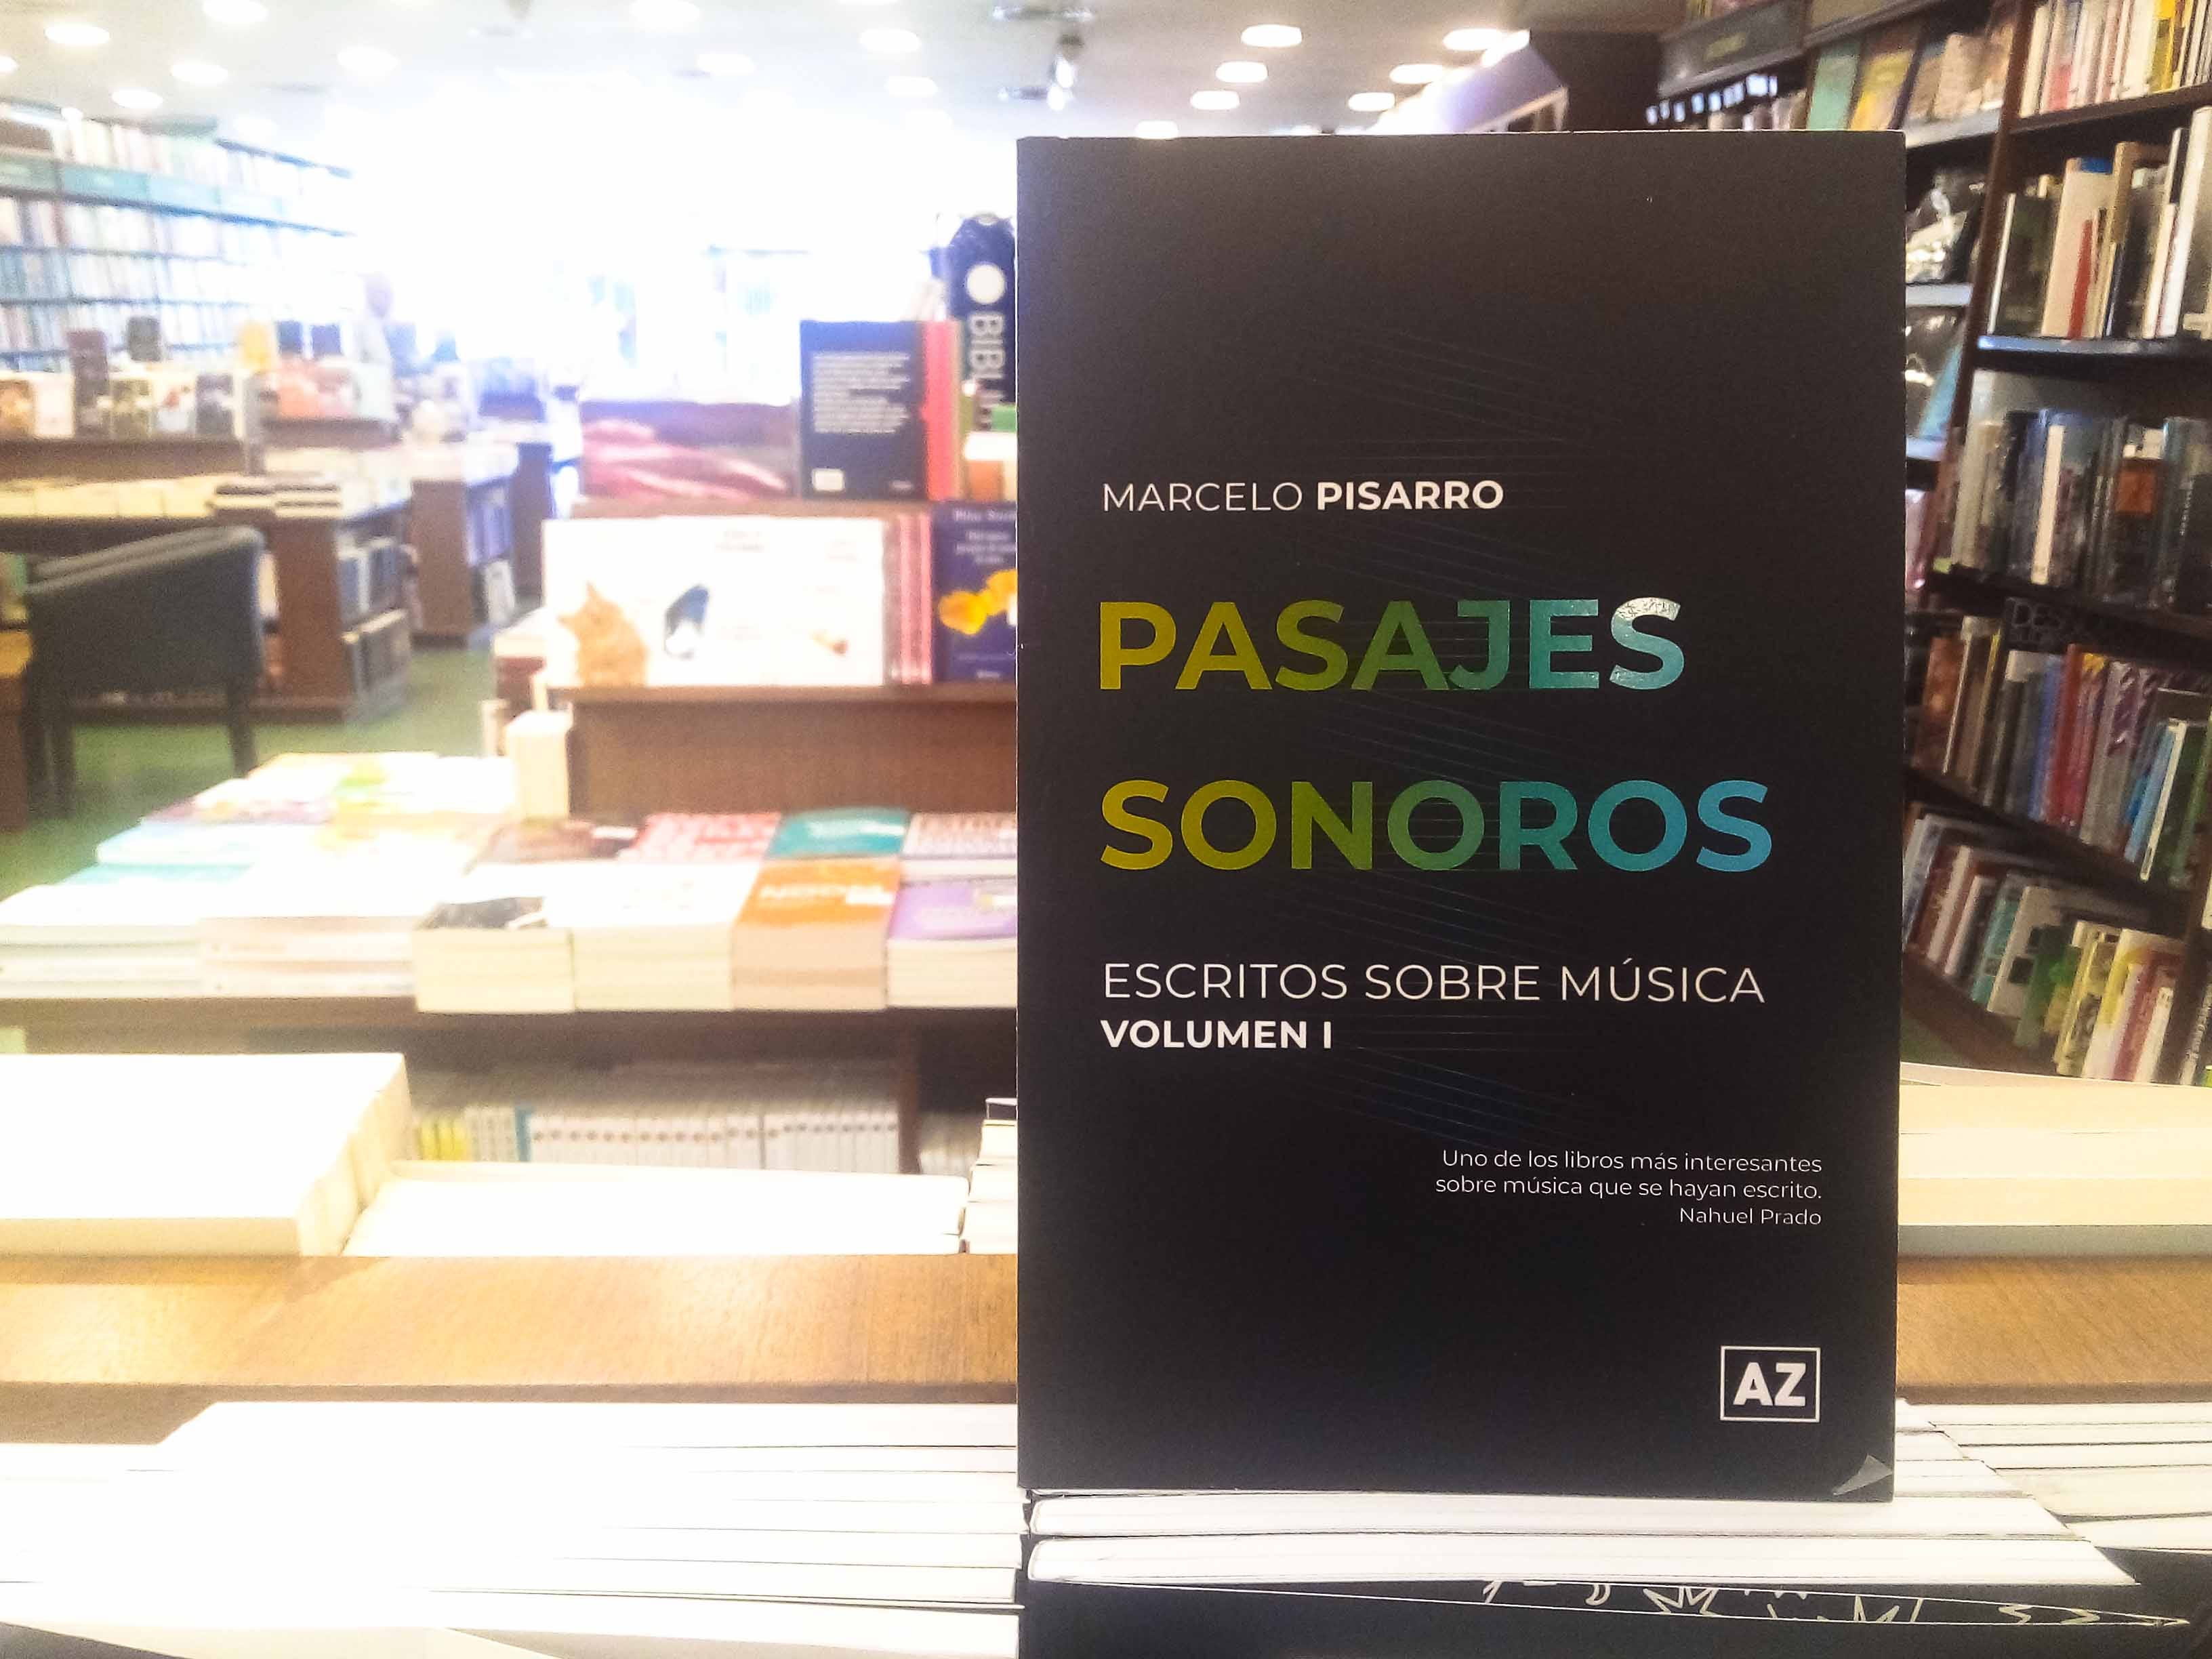 MARCELO PISARRO
PASAJES
SONOROS
ESCRITOS SOBRE MÚSICA
VOLUMEN I
Uno de los libros más interesantes
sobre música que se hayan escrito.
Nahuel Prado
AZ